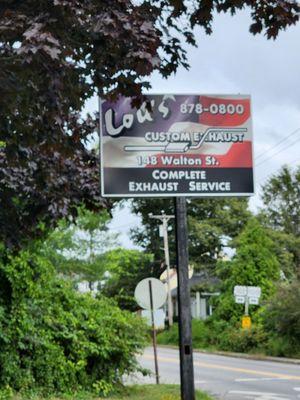 Lou's 878-0800
CUSTOM EXHAUST
148 Walton St.
COMPLETE
EXHAUST SERVICE